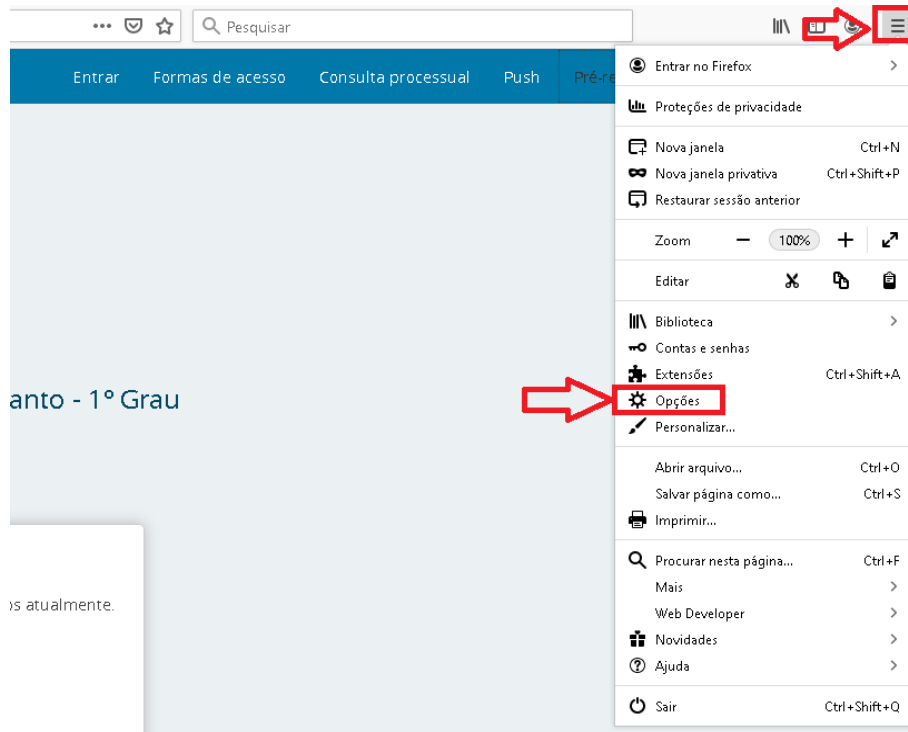 Pesquisar
Entrar Formas de acesso Consulta processual Push Pré-re
Entrar no Firefox
Proteções de privacidade
Nova janela Ctrl+N
Nova janela privativa Ctrl+Shift+P
Restaurar sessão anterior
Zoom 100%
Editar
Biblioteca
Contas e senhas
Extensões Ctrl+Shift+A
anto - 1º Grau
Opções
Personalizar...
Abrir arquivo... Ctrl+O
Salvar página como... Ctrl+S
Imprimir...
Procurar nesta página... Ctrl+F
Mais
os atualmente.
Web Developer
Novidades
Ajuda
Sair Ctrl+Shift+Q